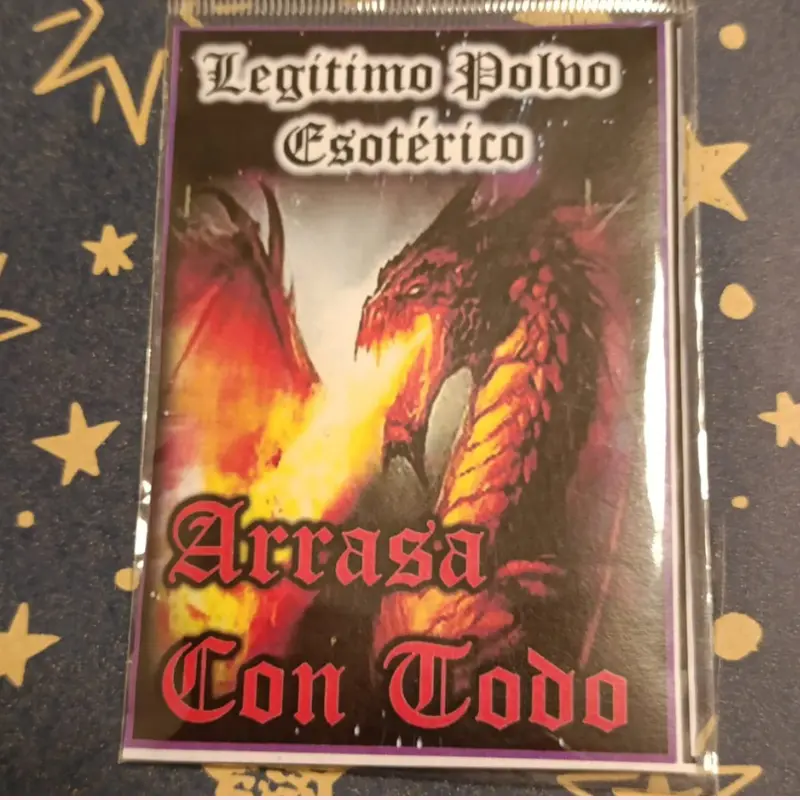 Legitimo Polvo
Esotérico
Arrasa
Con Todo